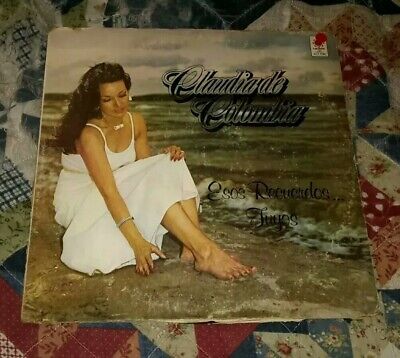 Claudia de
Colombia
Esos Recuerdos...
Tuyos